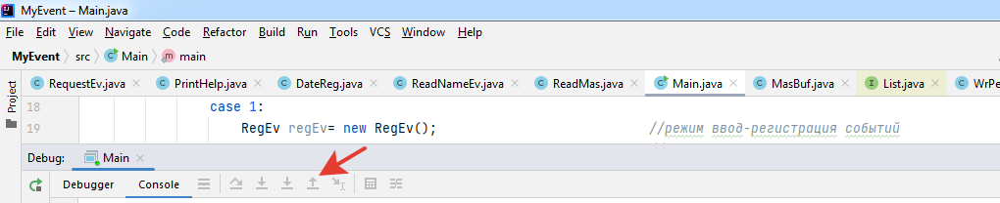 MyEvent – Main.java
File Edit View Navigate Code Refactor Build Run Tools VCS Window Help
MyEvent src Main main
RequestEv.java PrintHelp.java DateReg.java ReadNameEv.java ReadMas.java Main.java MasBuf.java List.java WrPe
Project
18 case 1:
19 RegEv regEv= new RegEv(); //режим ввод-регистрация событий
Debug: Main
Debugger Console